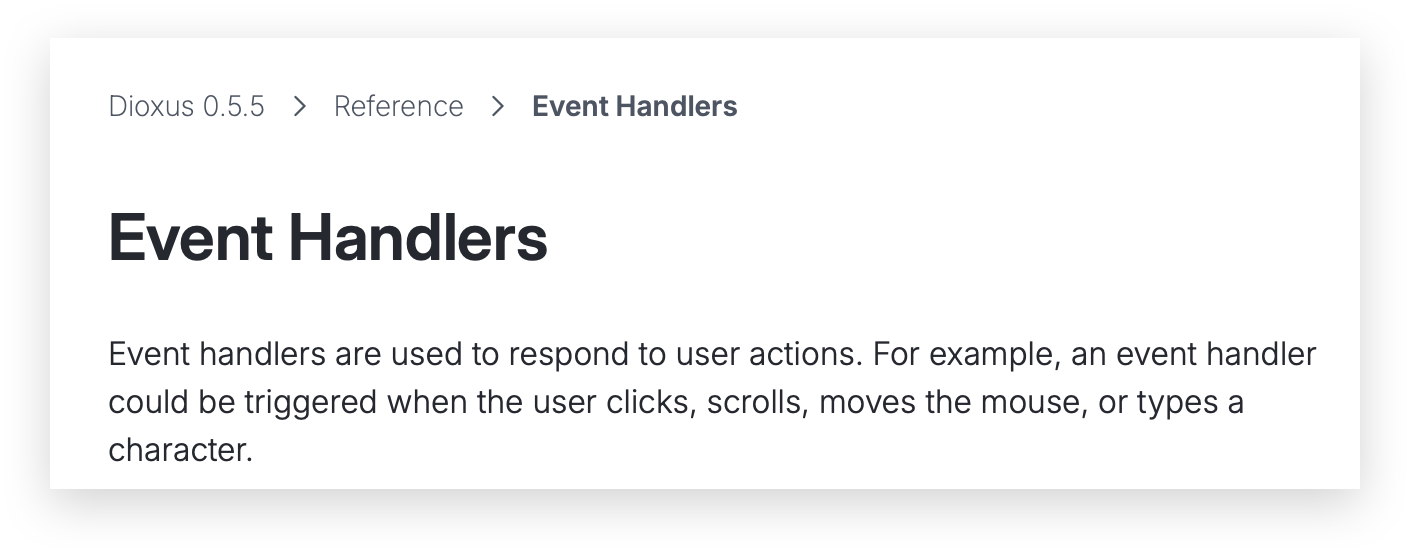 Dioxus 0.5.5 > Reference > Event Handlers
Event Handlers
Event handlers are used to respond to user actions. For example, an event handler
could be triggered when the user clicks, scrolls, moves the mouse, or types a
character.